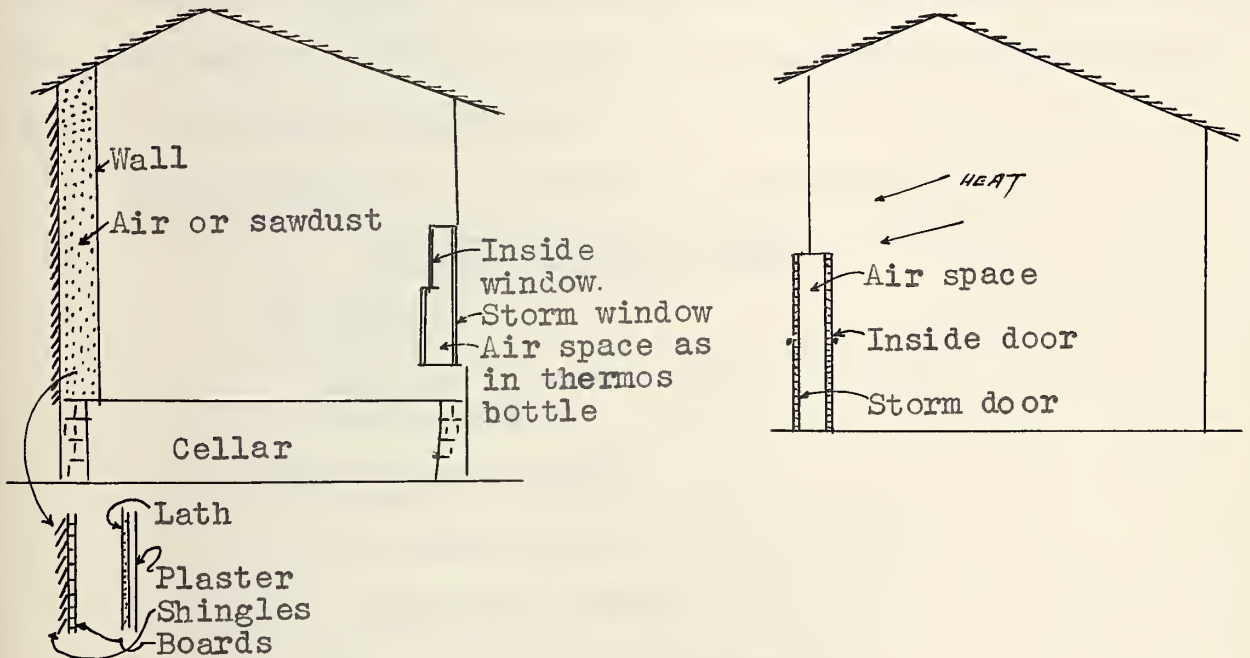 Wall
Air or sawdust
Inside
window.
Storm window
Air space as
in thermos
bottle
Cellar
Lath
Plaster
Shingles
Boards
HEAT
Air space
Inside door
Storm door